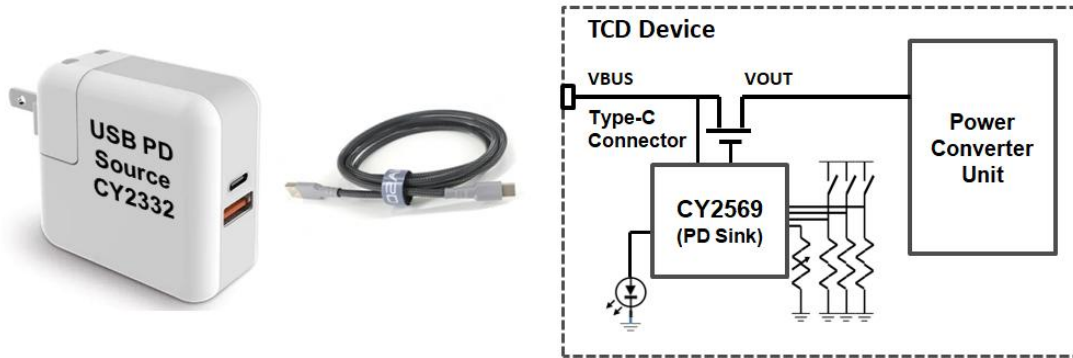 USB PD
Source
CY2332
TCD Device
VBUS
VOUT
Type-C
Connector
CY2569
(PD Sink)
Power
Converter
Unit